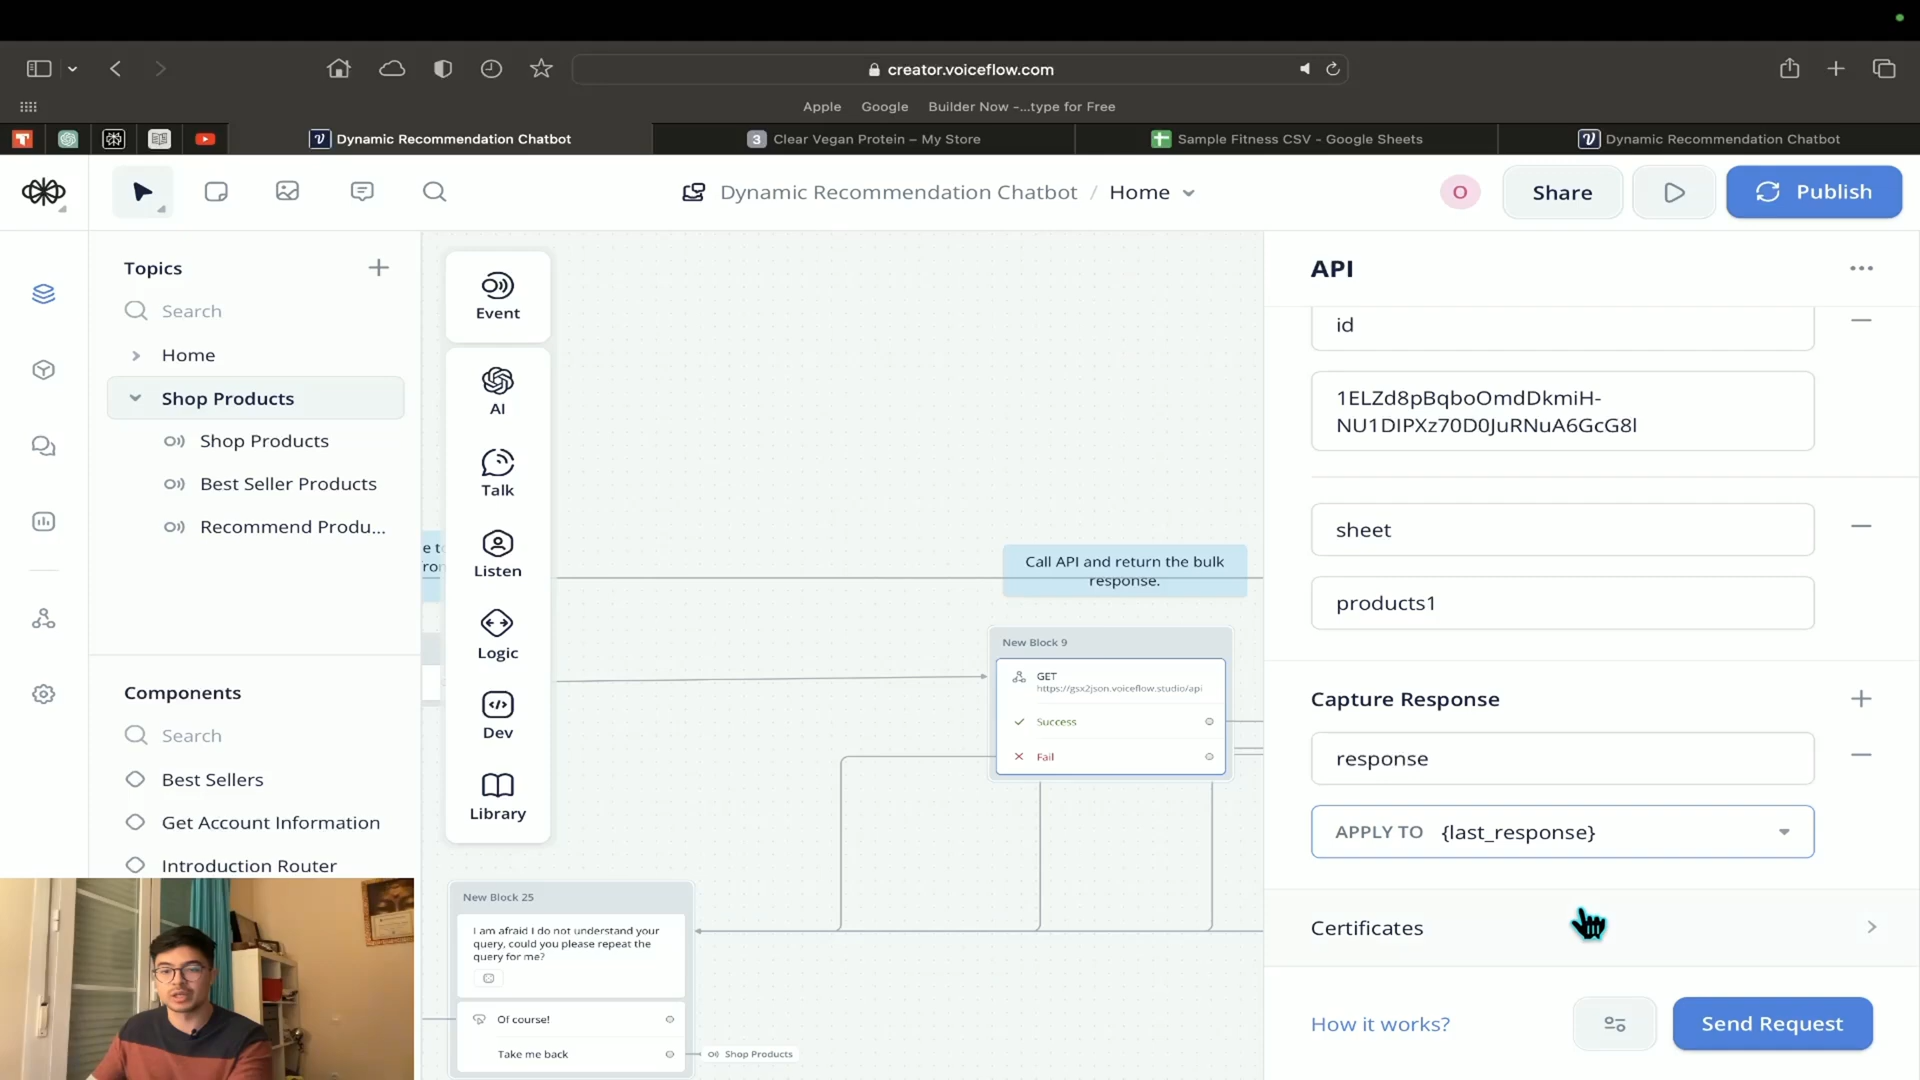 creator.voiceflow.com
Apple
Google
Builder Now -...type for Free
Dynamic Recommendation Chatbot
3
Clear Vegan Protein – My Store
Sample Fitness CSV - Google Sheets
Dynamic Recommendation Chatbot
Dynamic Recommendation Chatbot / Home
O
Share
Publish
Topics
Search
Home
Shop Products
Shop Products
Best Seller Products
Recommend Produ...
Components
Search
Best Sellers
Get Account Information
Introduction Router
Event
AI
Talk
Listen
Logic
Dev
Library
Call API and return the bulk
response.
New Block 9
GET
https://gsx2json.voiceflow.studio/api
Success
Fail
New Block 25
I am afraid I do not understand your
query, could you please repeat the
query for me?
Of course!
Take me back
Shop Products
API
id
1ELZd8pBqboOmdDkmiH-
NU1DIPXz70D0JuRNuA6GcG8l
sheet
products1
Capture Response
response
APPLY TO {last_response}
Certificates
How it works?
Send Request